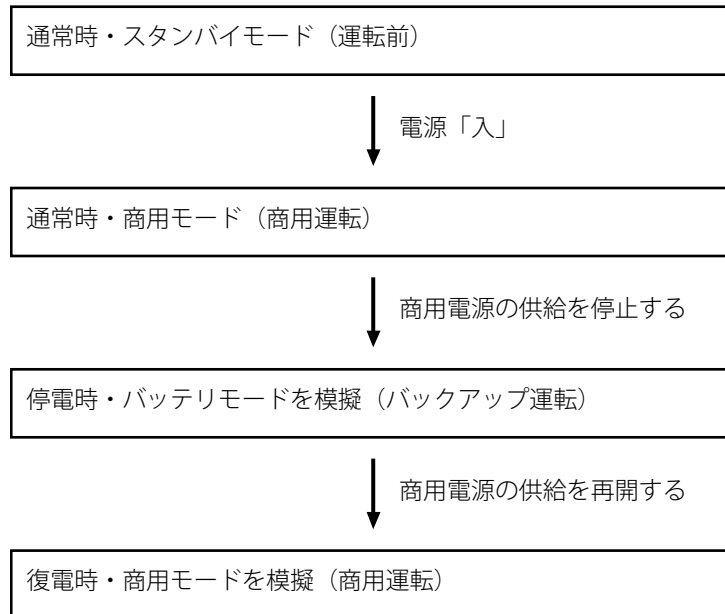 通常時・スタンバイモード（運転前）
電源「入」
通常時・商用モード（商用運転）
商用電源の供給を停止する
停電時・バッテリモードを模擬（バックアップ運転）
商用電源の供給を再開する
復電時・商用モードを模擬（商用運転）